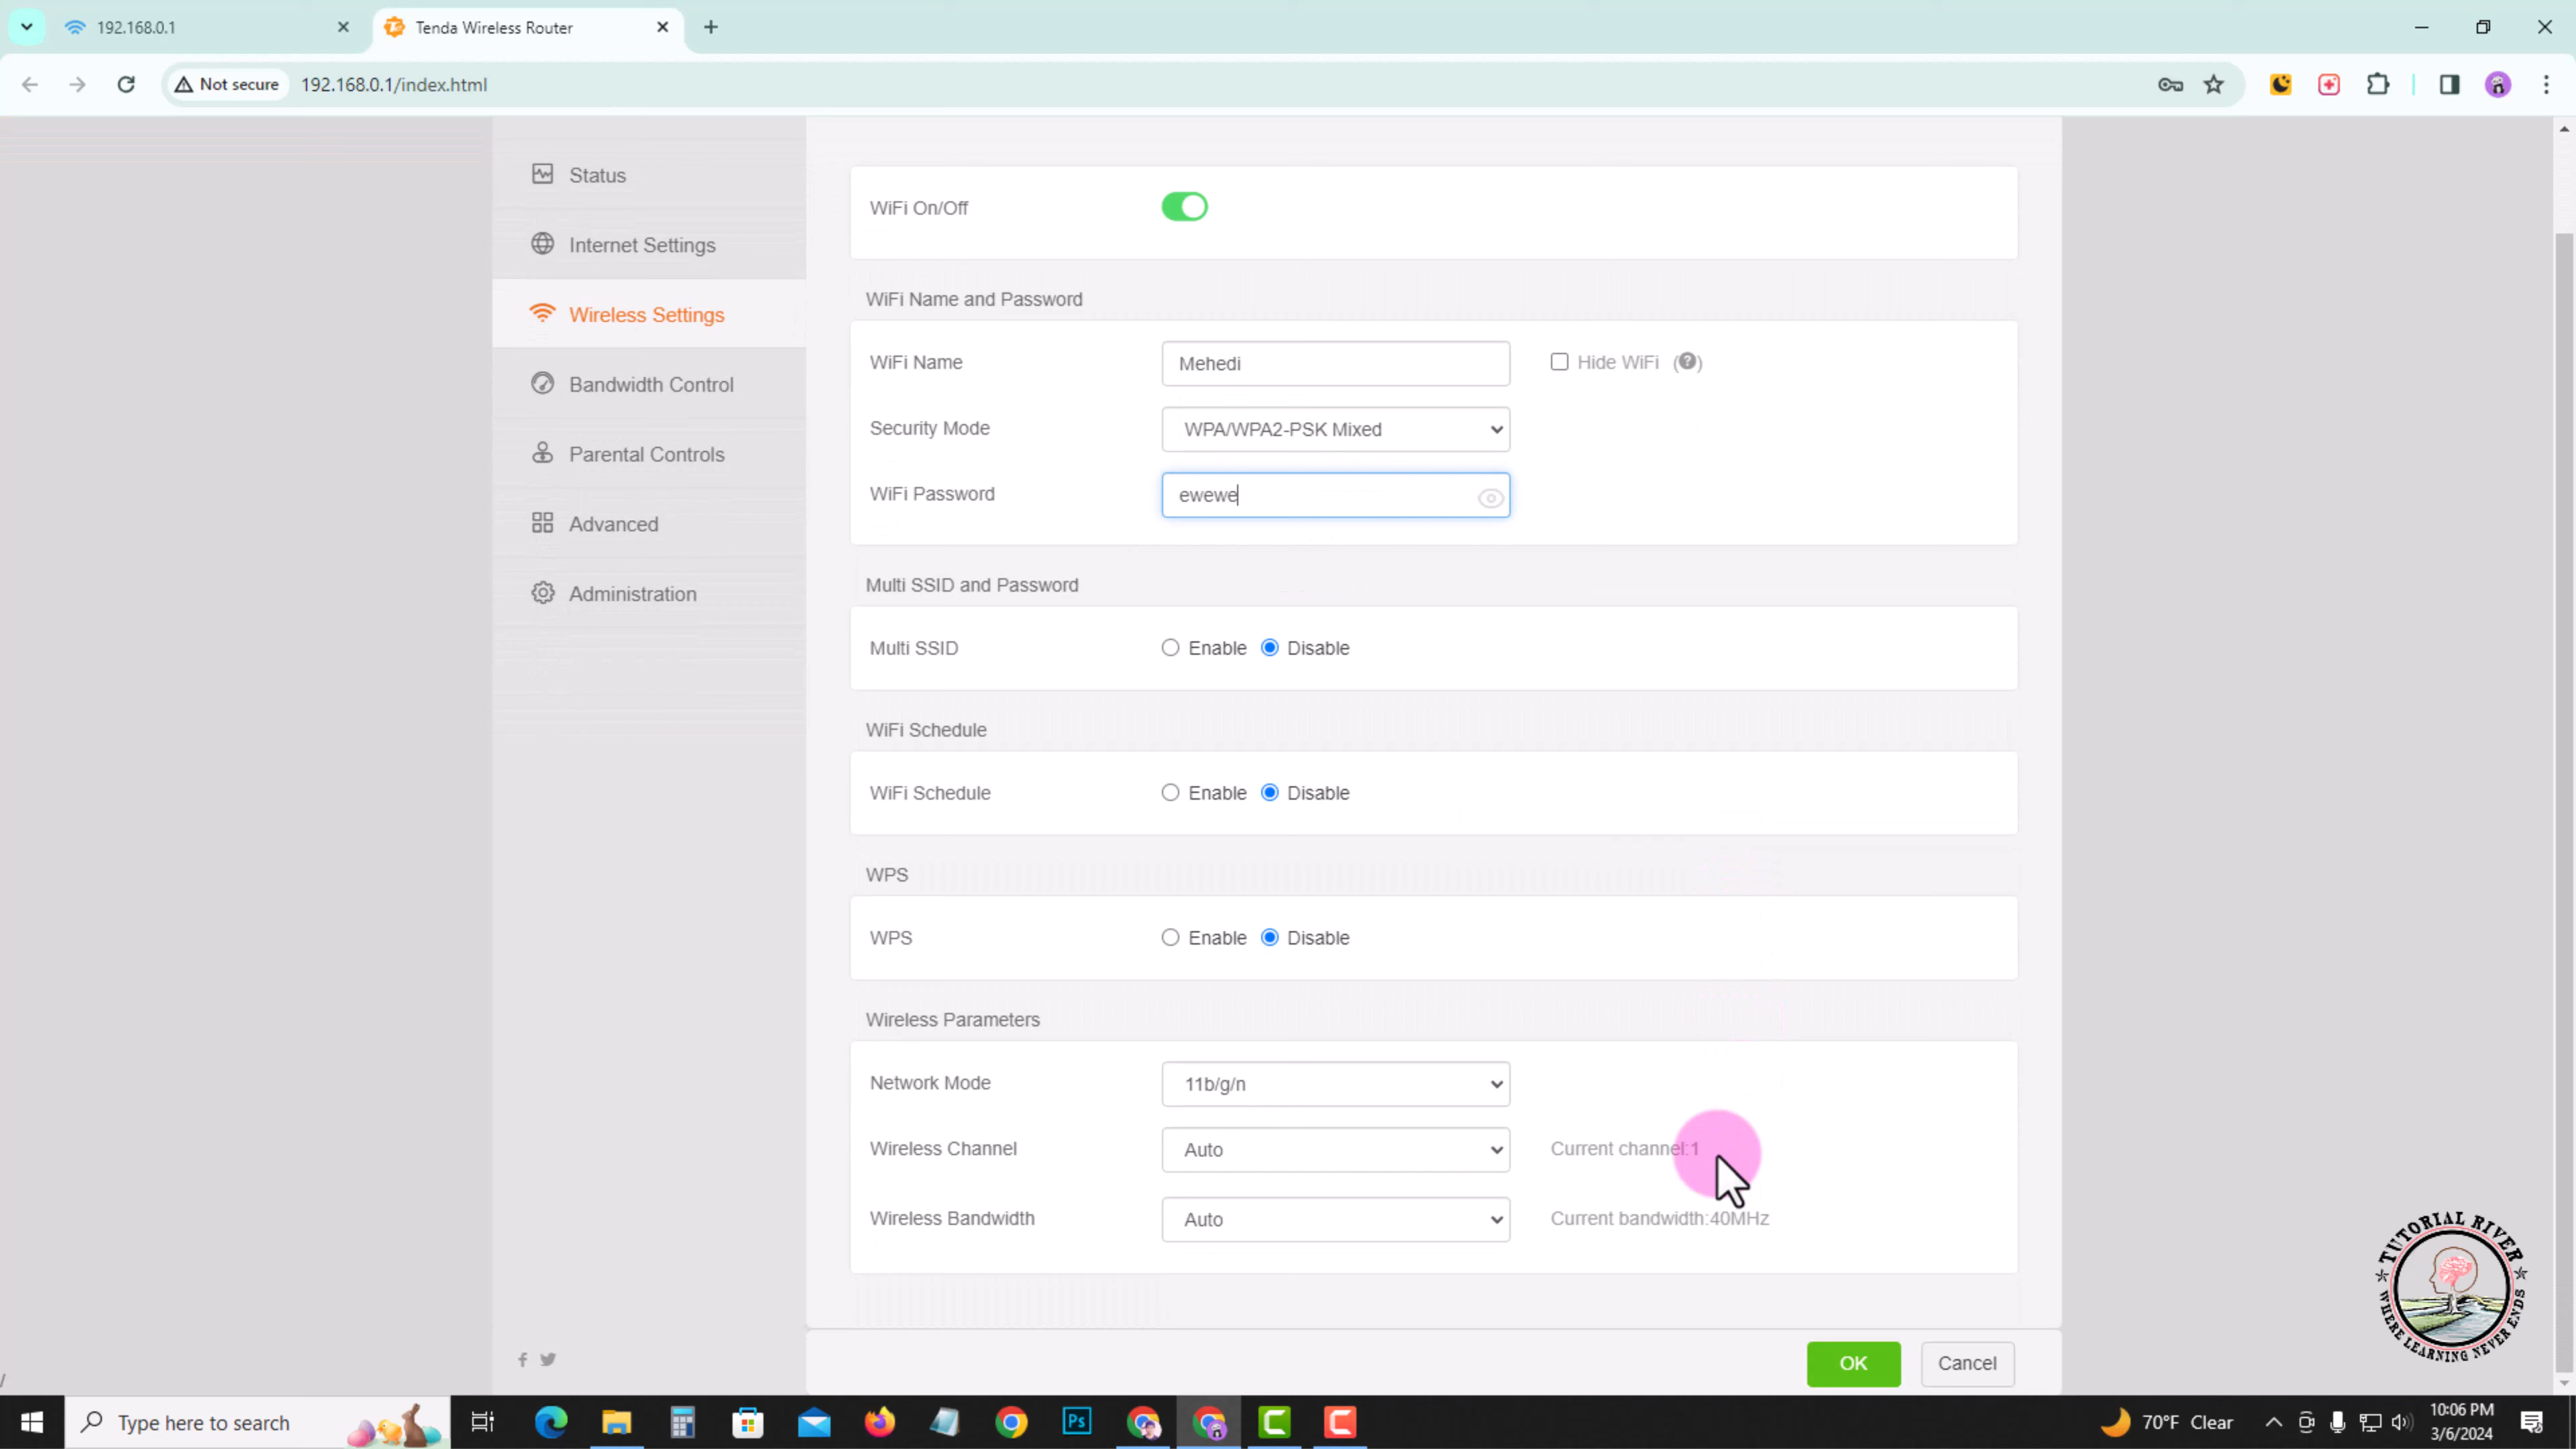 192.168.0.1
Tenda Wireless Router
Not secure
192.168.0.1/index.html
Status
Internet Settings
Wireless Settings
Bandwidth Control
Parental Controls
Advanced
Administration
WiFi On/Off
WiFi Name and Password
WiFi Name Mehedi Hide WiFi (?)
Security Mode WPA/WPA2-PSK Mixed
WiFi Password ewewe
Multi SSID and Password
Multi SSID Enable Disable
WiFi Schedule
WiFi Schedule Enable Disable
WPS
WPS Enable Disable
Wireless Parameters
Network Mode 11b/g/n
Wireless Channel Auto Current channel:1
Wireless Bandwidth Auto Current bandwidth:40MHz
OK Cancel
TUTORIAL RIVER
WHERE LEARNING NEVER ENDS
Type here to search
Ps
70°F Clear
10:06 PM
3/6/2024